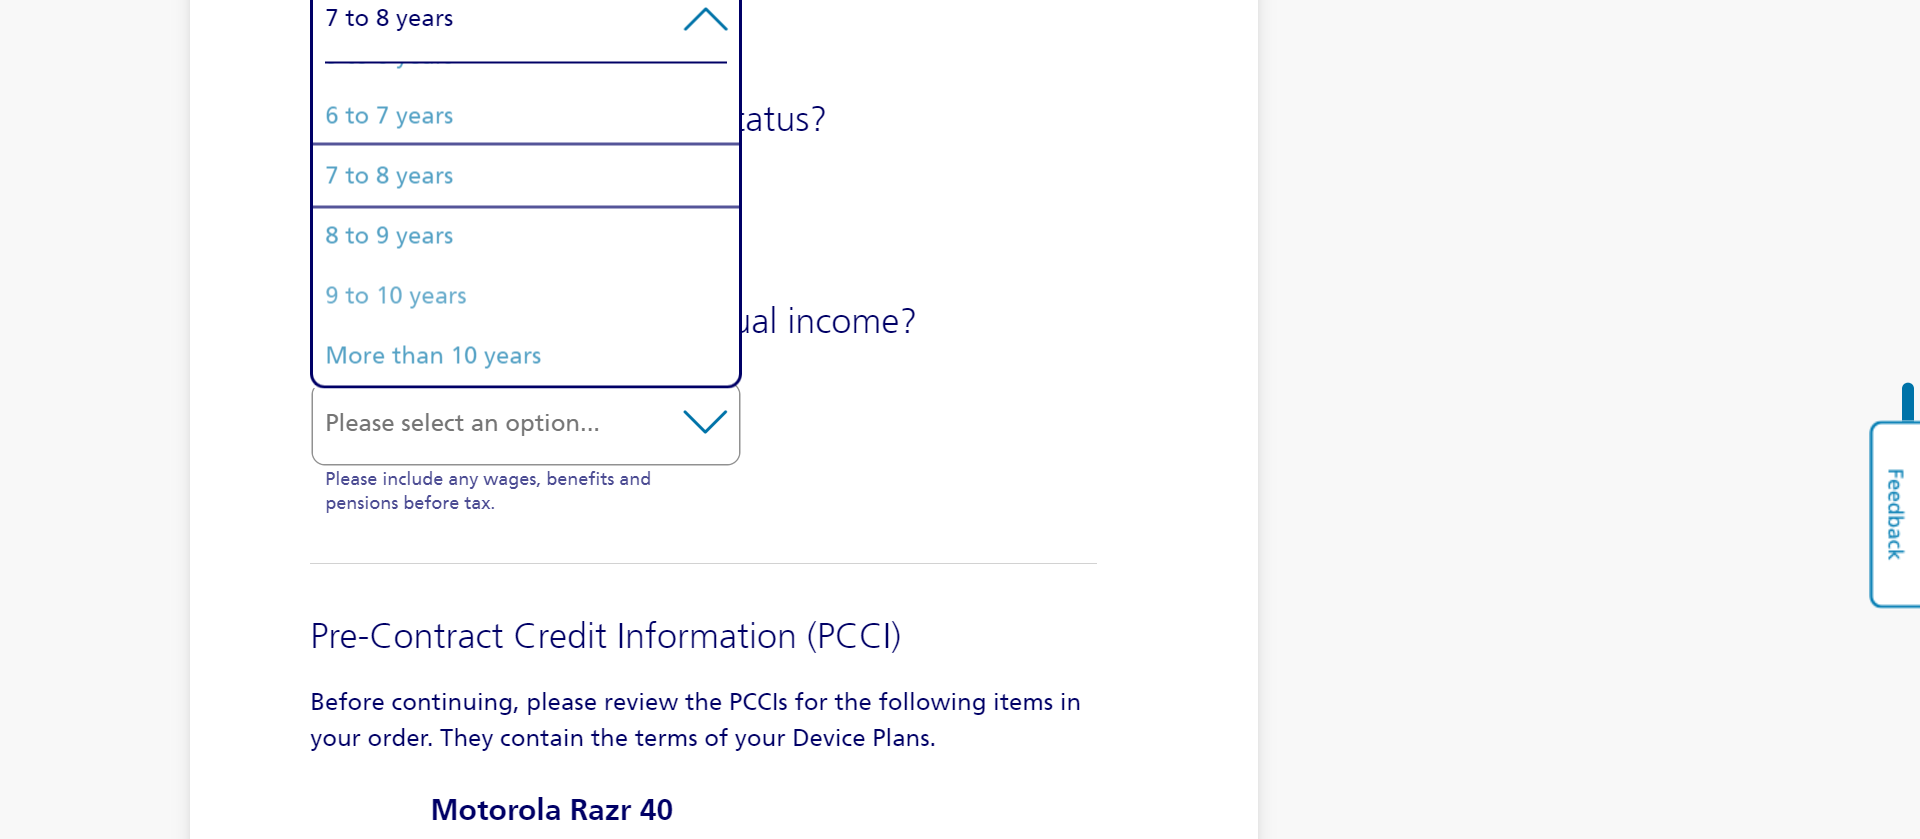 7 to 8 years
6 to 7 years
tatus?
7 to 8 years
8 to 9 years
9 to 10 years
ual income?
More than 10 years
Please select an option...
Please include any wages, benefits and
pensions before tax.
Feedback
Pre-Contract Credit Information (PCCI)
Before continuing, please review the PCCIs for the following items in
your order. They contain the terms of your Device Plans.
Motorola Razr 40